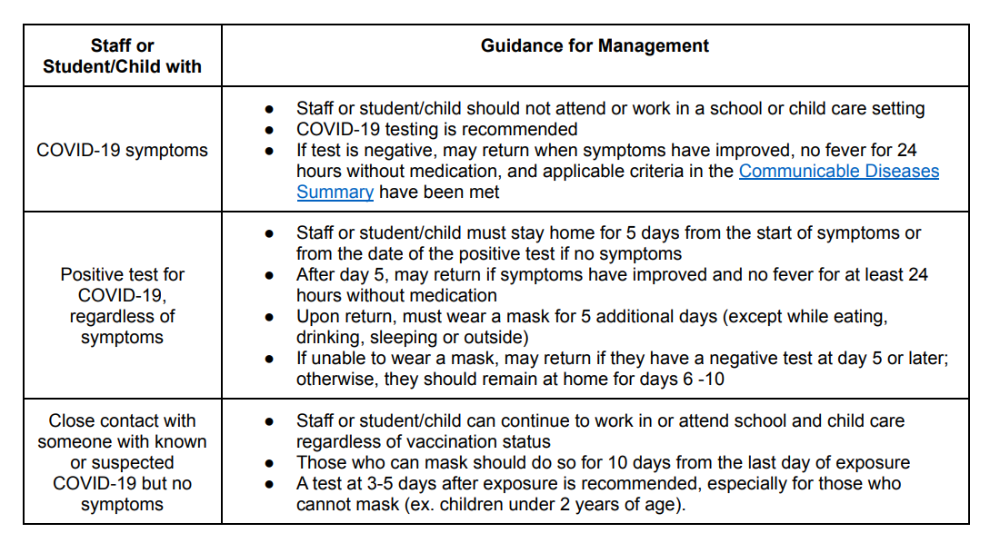 Staff or
Student/Child with
Guidance for Management
COVID-19 symptoms
● Staff or student/child should not attend or work in a school or child care setting
● COVID-19 testing is recommended
● If test is negative, may return when symptoms have improved, no fever for 24
hours without medication, and applicable criteria in the Communicable Diseases
Summary have been met
Positive test for
COVID-19,
regardless of
symptoms
● Staff or student/child must stay home for 5 days from the start of symptoms or
from the date of the positive test if no symptoms
● After day 5, may return if symptoms have improved and no fever for at least 24
hours without medication
● Upon return, must wear a mask for 5 additional days (except while eating,
drinking, sleeping or outside)
● If unable to wear a mask, may return if they have a negative test at day 5 or later;
otherwise, they should remain at home for days 6 -10
Close contact with
someone with known
or suspected
COVID-19 but no
symptoms
● Staff or student/child can continue to work in or attend school and child care
regardless of vaccination status
● Those who can mask should do so for 10 days from the last day of exposure
● A test at 3-5 days after exposure is recommended, especially for those who
cannot mask (ex. children under 2 years of age).